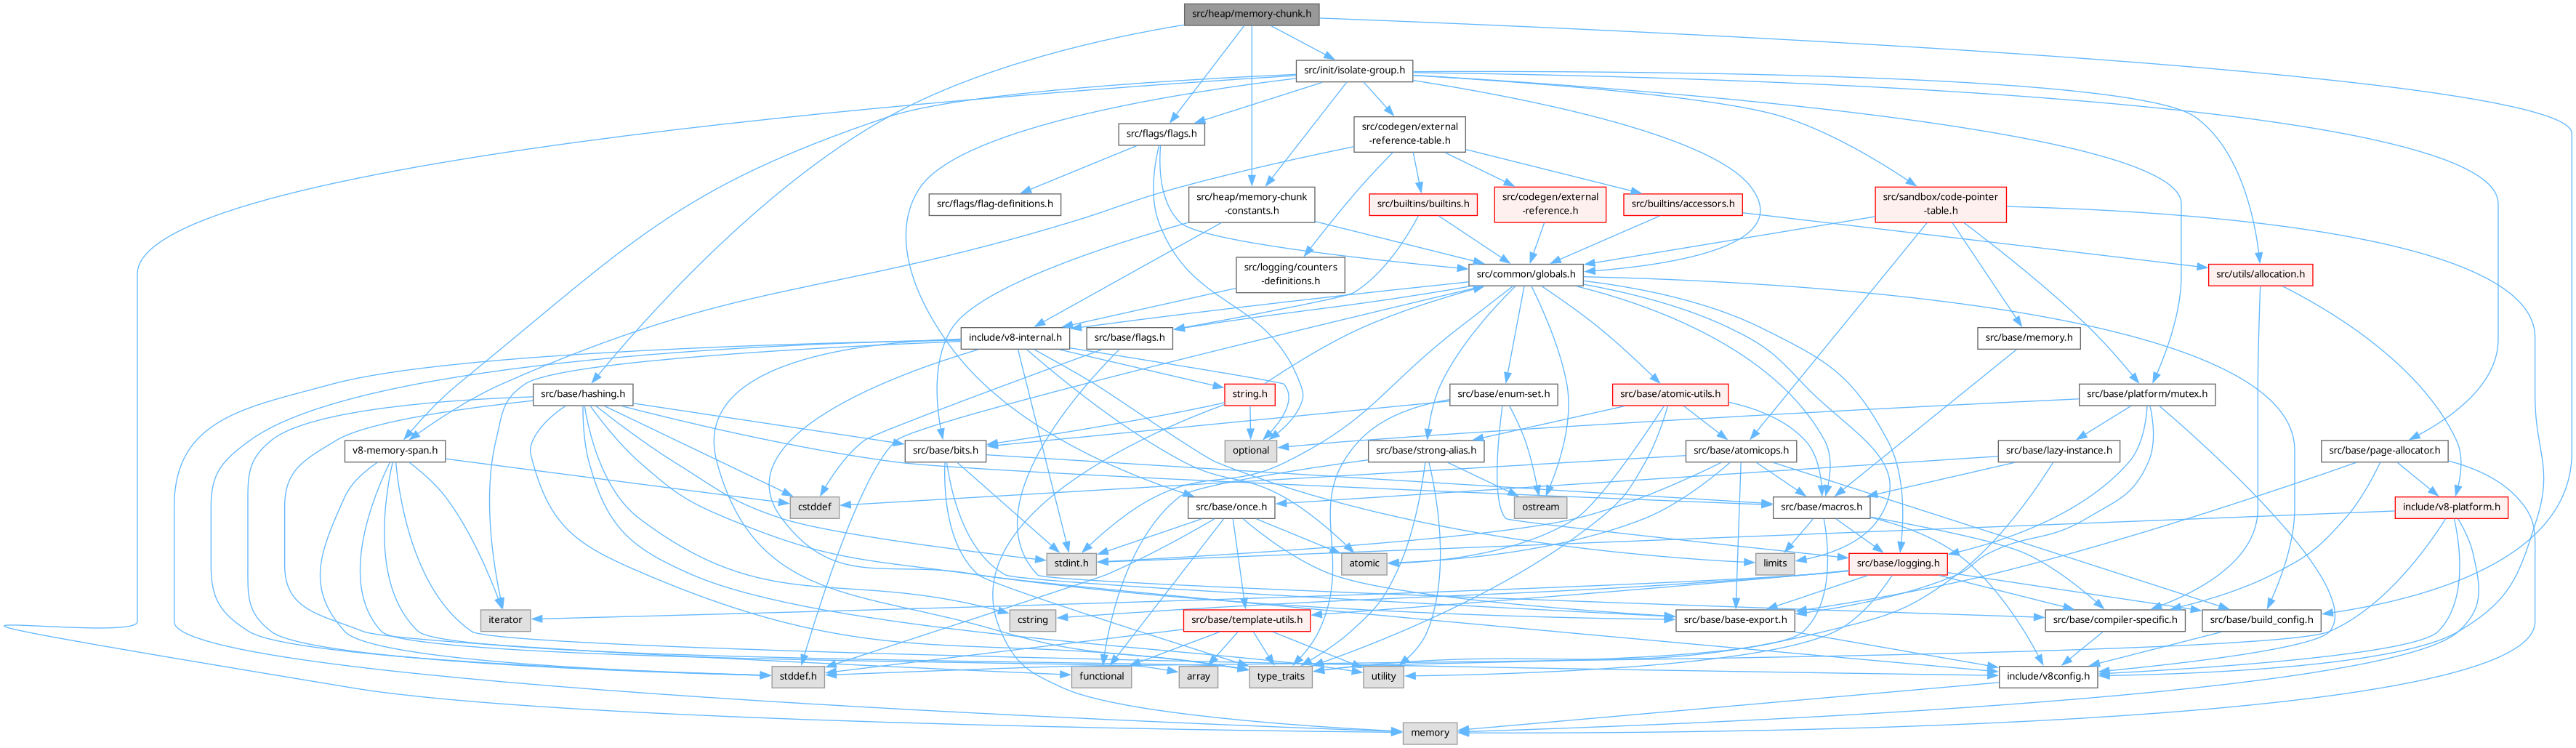 src/heap/memory-chunk.h
src/init/isolate-group.h
src/flags/flags.h
src/codegen/external
-reference-table.h
src/flags/flag-definitions.h
src/heap/memory-chunk
-constants.h
src/builtins/builtins.h
src/codegen/external
-reference.h
src/builtins/accessors.h
src/sandbox/code-pointer
-table.h
src/logging/counters
-definitions.h
src/common/globals.h
src/utils/allocation.h
include/v8-internal.h
src/base/flags.h
src/base/memory.h
src/base/hashing.h
string.h
src/base/enum-set.h
src/base/atomic-utils.h
src/base/platform/mutex.h
v8-memory-span.h
src/base/bits.h
optional
src/base/strong-alias.h
src/base/atomicops.h
src/base/lazy-instance.h
src/base/page-allocator.h
cstddef
src/base/once.h
ostream
src/base/macros.h
include/v8-platform.h
stdint.h
atomic
limits
src/base/logging.h
iterator
cstring
src/base/template-utils.h
src/base/base-export.h
src/base/compiler-specific.h
src/base/build_config.h
stddef.h
functional
array
type_traits
utility
include/v8config.h
memory